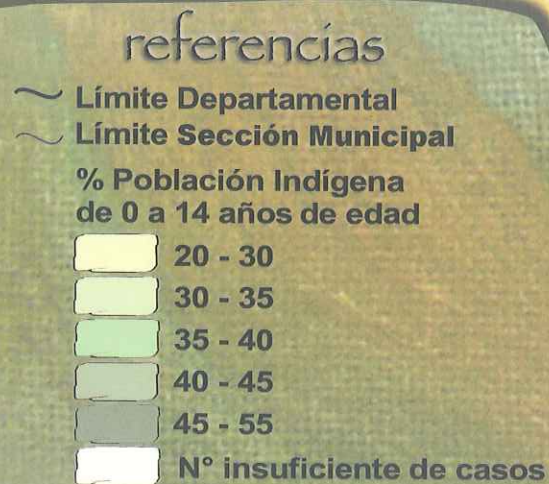 referencias
Límite Departamental
Límite Sección Municipal
% Población Indígena
de 0 a 14 años de edad
20 - 30
30 - 35
35 - 40
40 - 45
45 - 55
N° insuficiente de casos